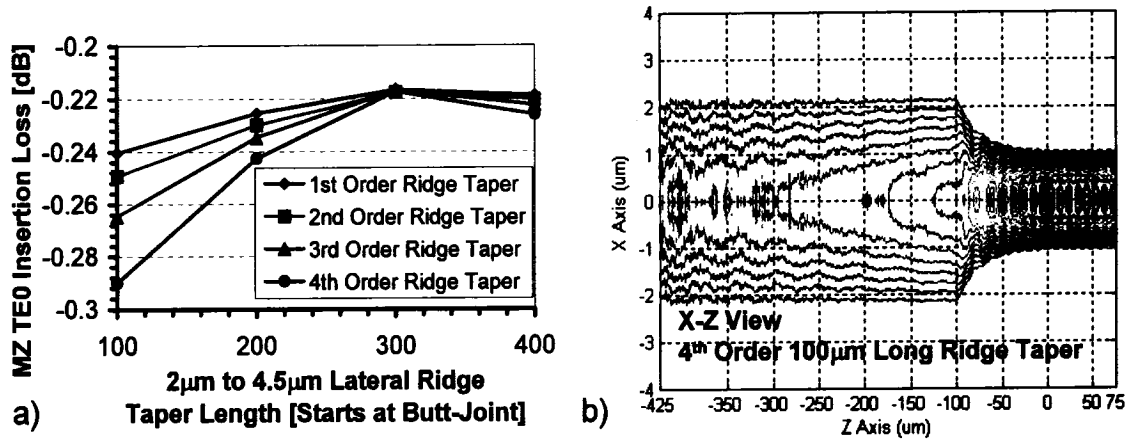 MZ TE0 Insertion Loss [dB]
-0.2
-0.22
-0.24
-0.26
-0.28
-0.3
1st Order Ridge Taper
2nd Order Ridge Taper
3rd Order Ridge Taper
4th Order Ridge Taper
100 200 300 400
2µm to 4.5µm Lateral Ridge
Taper Length [Starts at Butt-Joint]
a)
b)
X Axis (um)
4
3
2
1
0
-1
-2
-3
-4
X-Z View
4th Order 100µm Long Ridge Taper
-425 -350 -300 -250 -200 -150 -100 -50 0 50 75
Z Axis (um)